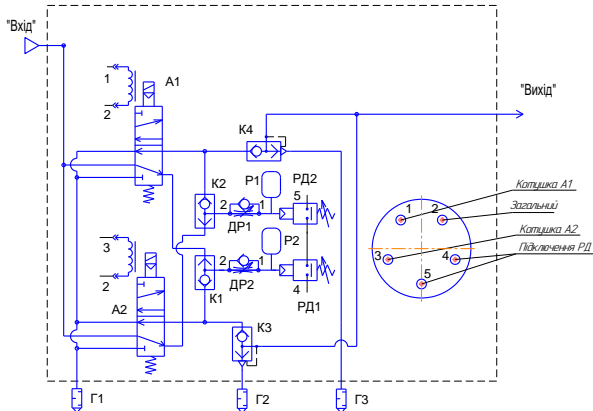 "Вхід"
1
А1
2
"Вихід"
К4
К2
Р1
РД2
5
2
1
ДР1
Р2
3
2
1
2
А2
ДР2
4
К1
РД1
К3
Г1
Г2
Г3
1
2
3
4
5
Котушка А1
Загальний
Котушка А2
Підключення РД